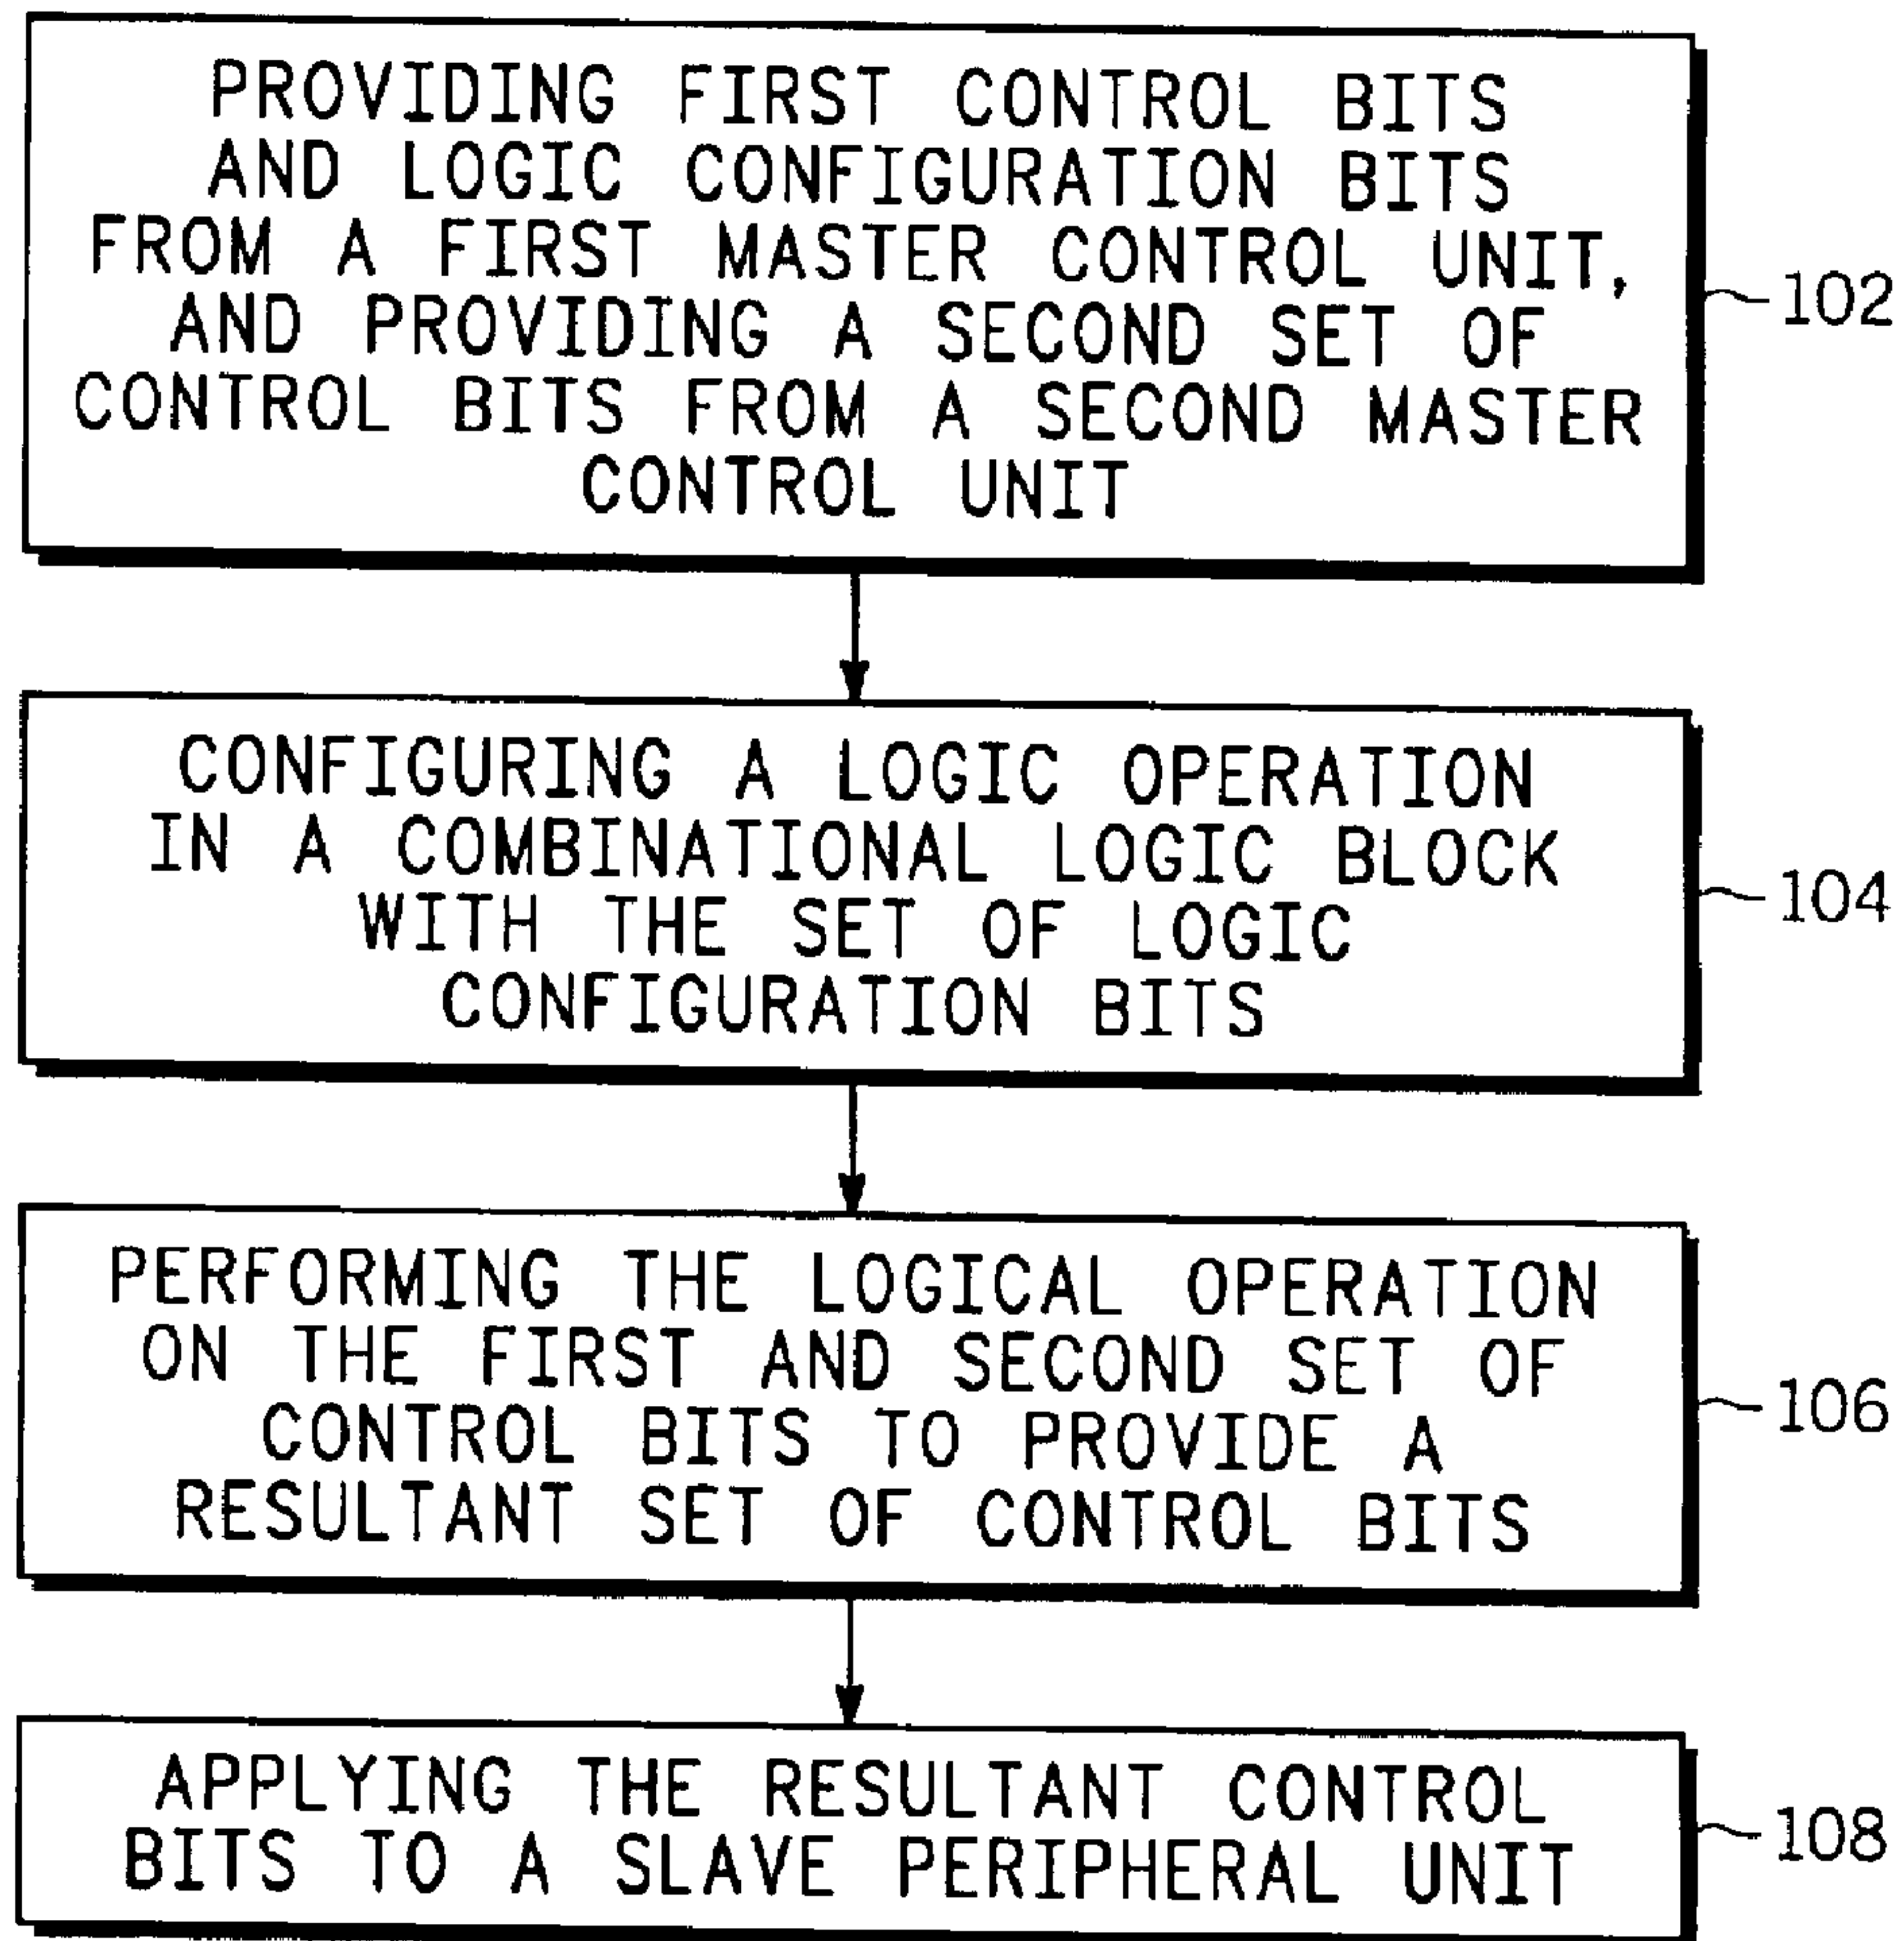 PROVIDING FIRST CONTROL BITS
AND LOGIC CONFIGURATION BITS
FROM A FIRST MASTER CONTROL UNIT,
AND PROVIDING A SECOND SET OF
CONTROL BITS FROM A SECOND MASTER
CONTROL UNIT
102
CONFIGURING A LOGIC OPERATION
IN A COMBINATIONAL LOGIC BLOCK
WITH THE SET OF LOGIC
CONFIGURATION BITS
104
PERFORMING THE LOGICAL OPERATION
ON THE FIRST AND SECOND SET OF
CONTROL BITS TO PROVIDE A
RESULTANT SET OF CONTROL BITS
106
APPLYING THE RESULTANT CONTROL
BITS TO A SLAVE PERIPHERAL UNIT
108